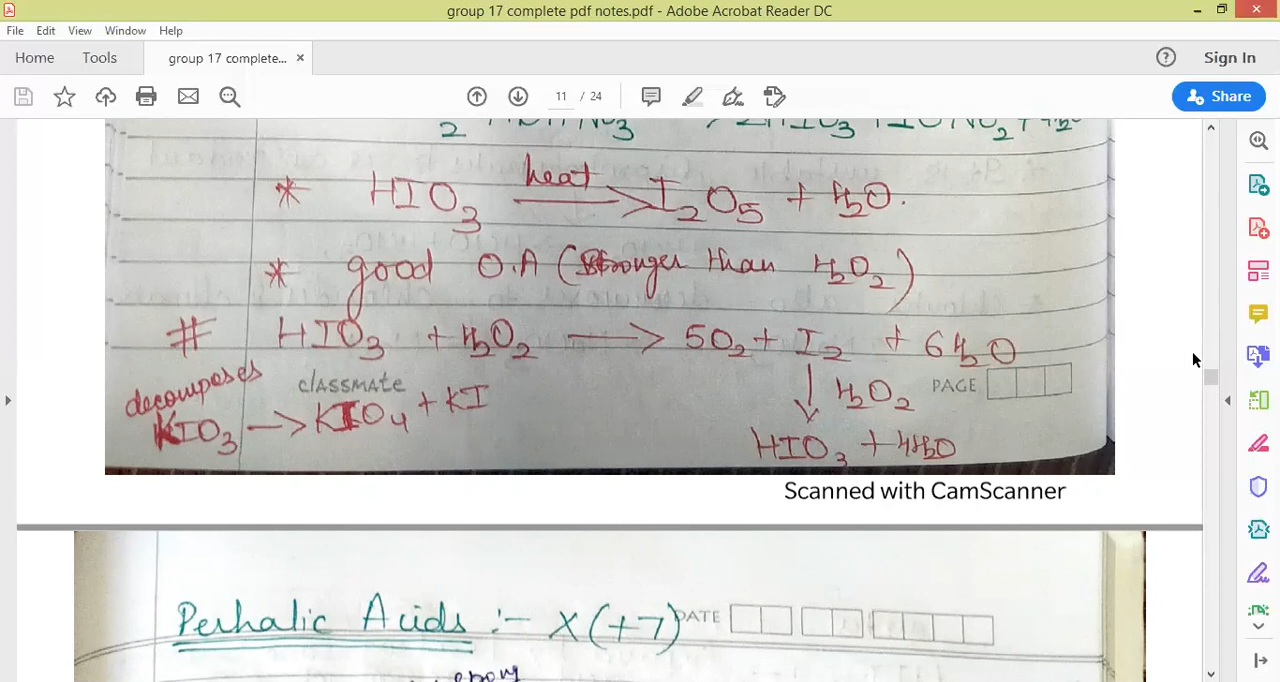 group 17 complete pdf notes.pdf - Adobe Acrobat Reader DC
File Edit View Window Help
Home Tools group 17 complete... ×
Sign In
11 / 24
Share
* HIO3 heat → I2O5 + H2O.
* good O.A (Stronger than H2O2)
# HIO3 + H2O2 → 5O2 + I2 + 6H2O
decomposes classmate ↓ H2O2 PAGE
KIO3 → KIO4 + KI
HIO3 + 4H2O
Scanned with CamScanner
Perhalic Acids :- X(+7) DATE